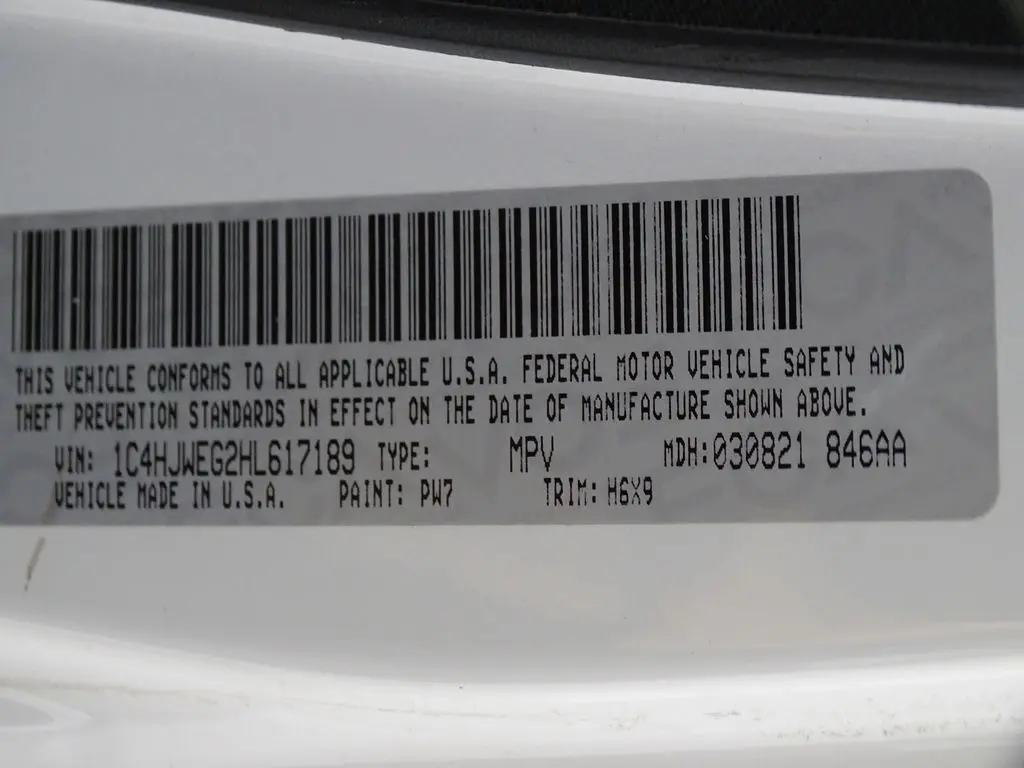 THIS VEHICLE CONFORMS TO ALL APPLICABLE U.S.A. FEDERAL MOTOR VEHICLE SAFETY AND
THEFT PREVENTION STANDARDS IN EFFECT ON THE DATE OF MANUFACTURE SHOWN ABOVE.
VIN: 1C4HJWEG2HL617189 TYPE: MPV MDH:030821 846AA
VEHICLE MADE IN U.S.A. PAINT: PW7 TRIM: H6X9